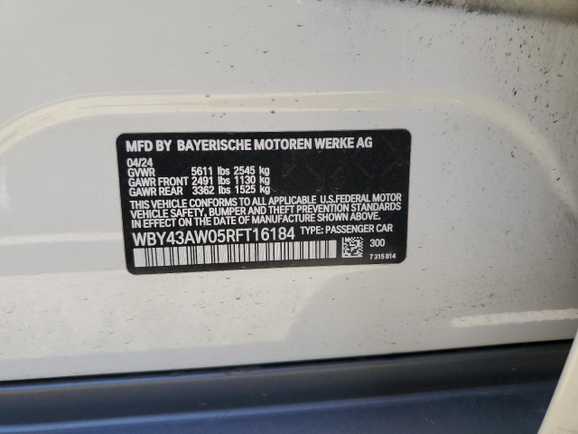 MFD BY BAYERISCHE MOTOREN WERKE AG
04/24
GVWR 5611 lbs 2545 kg
GAWR FRONT 2491 lbs 1130 kg
GAWR REAR 3362 lbs 1525 kg
THIS VEHICLE CONFORMS TO ALL APPLICABLE U.S.FEDERAL MOTOR
VEHICLE SAFETY, BUMPER, AND THEFT PREVENTION STANDARDS
IN EFFECT ON THE DATE OF MANUFACTURE SHOWN ABOVE.
WBY43AW05RFT16184 TYPE: PASSENGER CAR
300
7 315 814